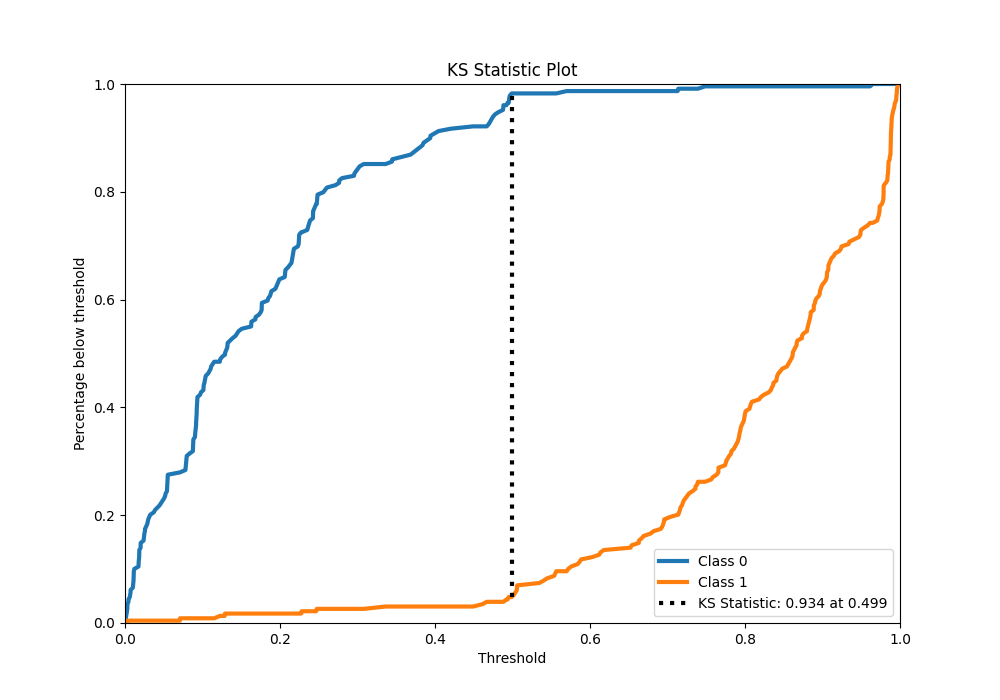 KS Statistic Plot
Percentage below threshold
1.0
0.8
0.6
0.4
0.2
0.0
0.0 0.2 0.4 0.6 0.8 1.0
Threshold
Class 0
Class 1
KS Statistic: 0.934 at 0.499